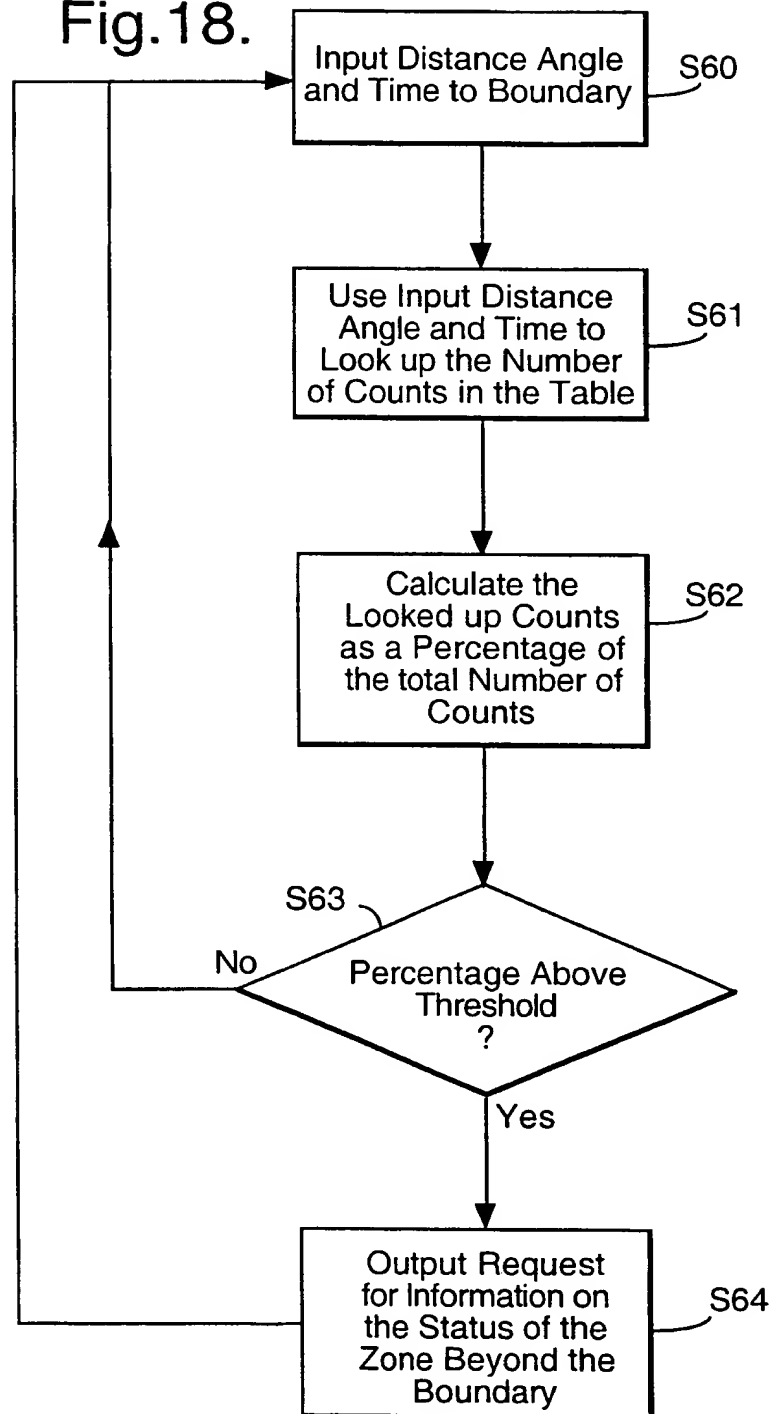 Fig.18.
Input Distance Angle
and Time to Boundary
S60
Use Input Distance
Angle and Time to
Look up the Number
of Counts in the Table
S61
Calculate the
Looked up Counts
as a Percentage of
the total Number of
Counts
S62
S63
No
Percentage Above
Threshold
?
Yes
Output Request
for Information on
the Status of the
Zone Beyond the
Boundary
S64